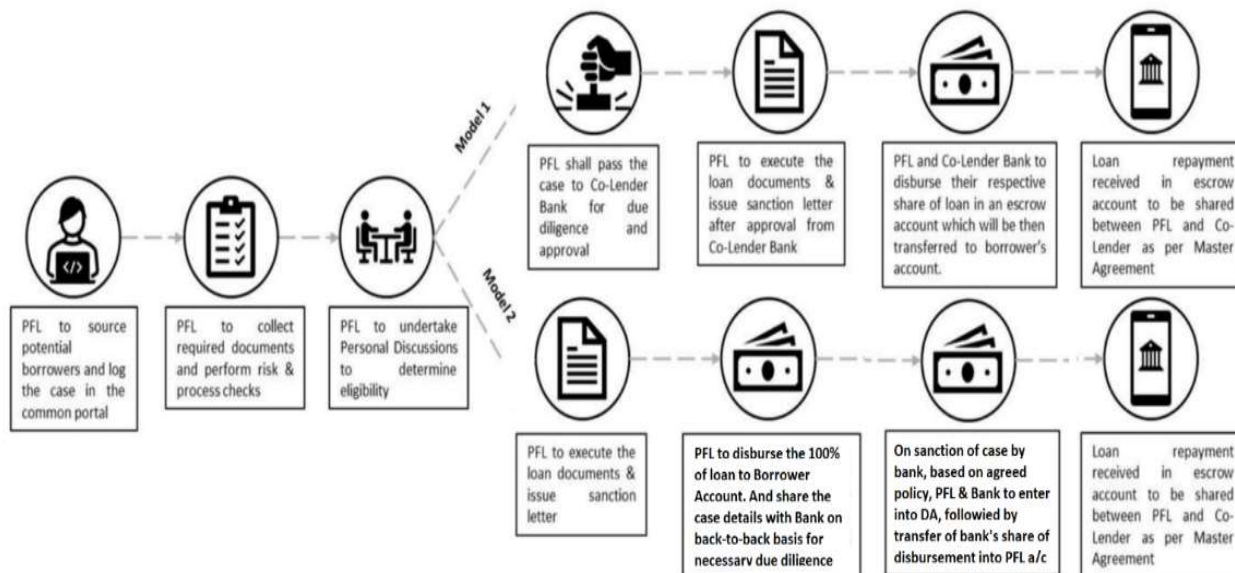 PFL to source
potential
borrowers and log
the case in the
common portal
PFL to collect
required documents
and perform risk &
process checks
PFL to undertake
Personal Discussions
to determine
eligibility
Model 1
PFL shall pass the
case to Co-Lender
Bank for due
diligence and
approval
PFL to execute the
loan documents &
issue sanction letter
after approval from
Co-Lender Bank
PFL and Co-Lender Bank to
disburse their respective
share of loan in an escrow
account which will be then
transferred to borrower's
account.
Loan repayment
received in escrow
account to be shared
between PFL and Co-
Lender as per Master
Agreement
Model 2
PFL to execute the
loan documents &
issue sanction
letter
PFL to disburse the 100%
of loan to Borrower
Account. And share the
case details with Bank on
back-to-back basis for
necessary due diligence
On sanction of case by
bank, based on agreed
policy, PFL & Bank to enter
into DA, followied by
transfer of bank's share of
disbursement into PFL a/c
Loan repayment
received in escrow
account to be shared
between PFL and Co-
Lender as per Master
Agreement